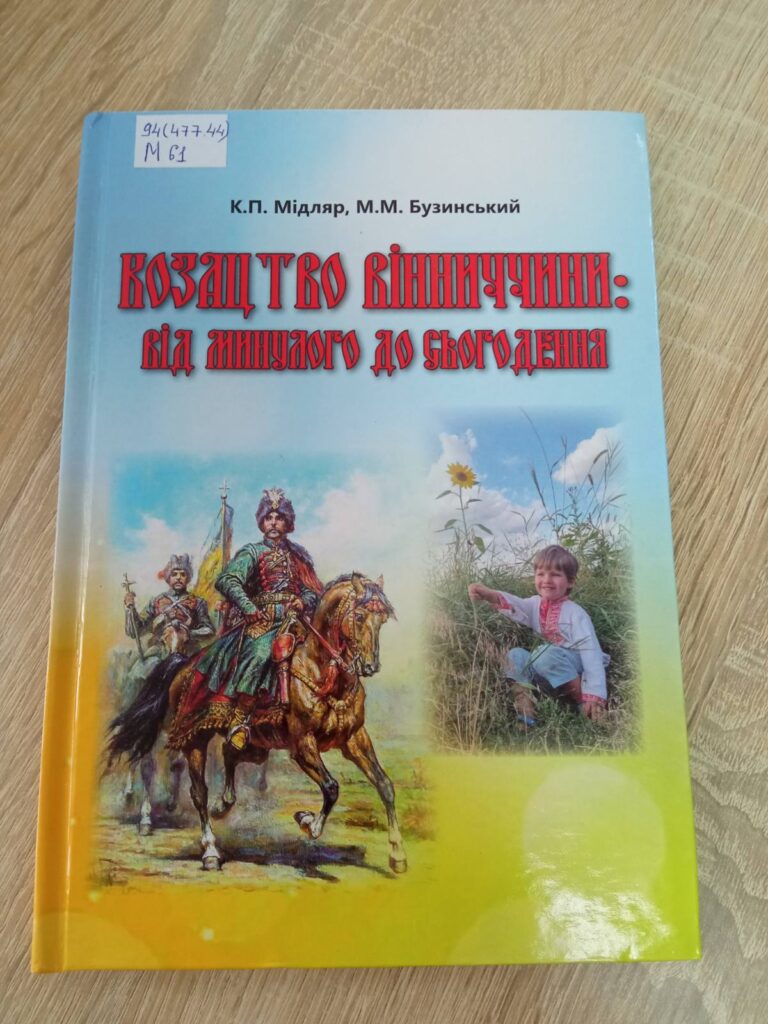 94(477.44)
М 61
К.П. Мідляр, М.М. Бузинський
КОЗАЦТВО ВІННИЧЧИНИ:
ВІД МИНУЛОГО ДО СЬОГОДЕННЯ